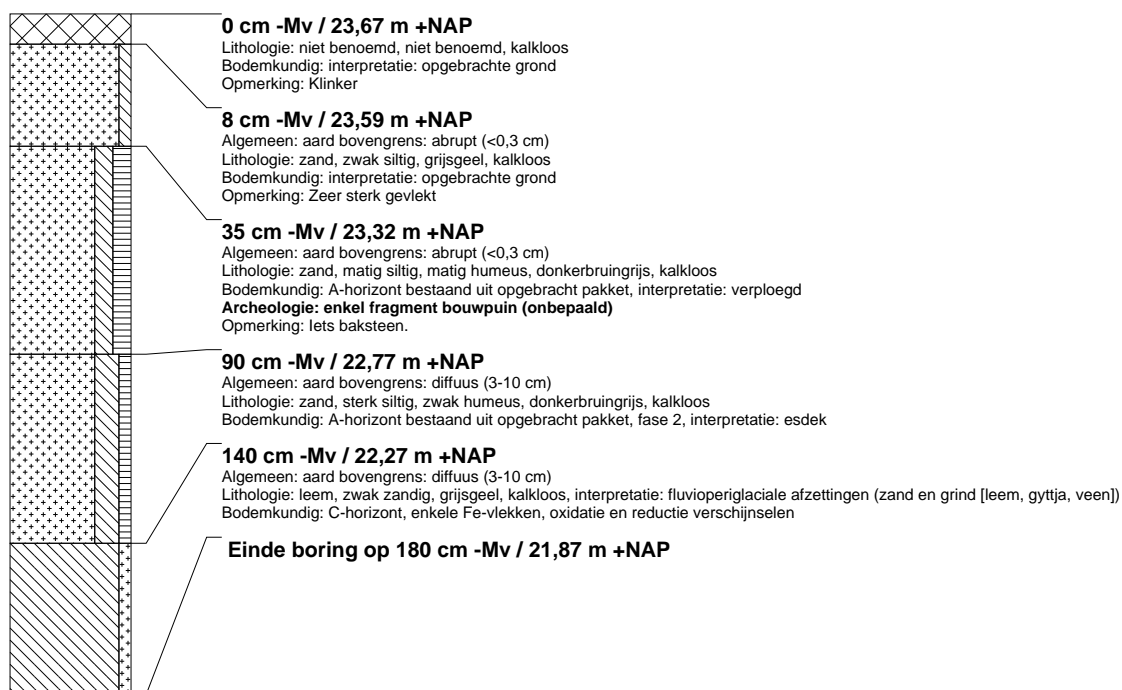 0 cm -Mv / 23,67 m +NAP
Lithologie: niet benoemd, niet benoemd, kalkloos
Bodemkundig: interpretatie: opgebrachte grond
Opmerking: Klinker
8 cm -Mv / 23,59 m +NAP
Algemeen: aard bovengrens: abrupt (<0,3 cm)
Lithologie: zand, zwak siltig, grijsgeel, kalkloos
Bodemkundig: interpretatie: opgebrachte grond
Opmerking: Zeer sterk gevlekt
35 cm -Mv / 23,32 m +NAP
Algemeen: aard bovengrens: abrupt (<0,3 cm)
Lithologie: zand, matig siltig, matig humeus, donkerbruingrijs, kalkloos
Bodemkundig: A-horizont bestaand uit opgebracht pakket, interpretatie: verploegd
Archeologie: enkel fragment bouwpuin (onbepaald)
Opmerking: Iets baksteen.
90 cm -Mv / 22,77 m +NAP
Algemeen: aard bovengrens: diffuus (3-10 cm)
Lithologie: zand, sterk siltig, zwak humeus, donkerbruingrijs, kalkloos
Bodemkundig: A-horizont bestaand uit opgebracht pakket, fase 2, interpretatie: esdek
140 cm -Mv / 22,27 m +NAP
Algemeen: aard bovengrens: diffuus (3-10 cm)
Lithologie: leem, zwak zandig, grijsgeel, kalkloos, interpretatie: fluvioperiglaciale afzettingen (zand en grind [leem, gyttja, veen])
Bodemkundig: C-horizont, enkele Fe-vlekken, oxidatie en reductie verschijnselen
Einde boring op 180 cm -Mv / 21,87 m +NAP